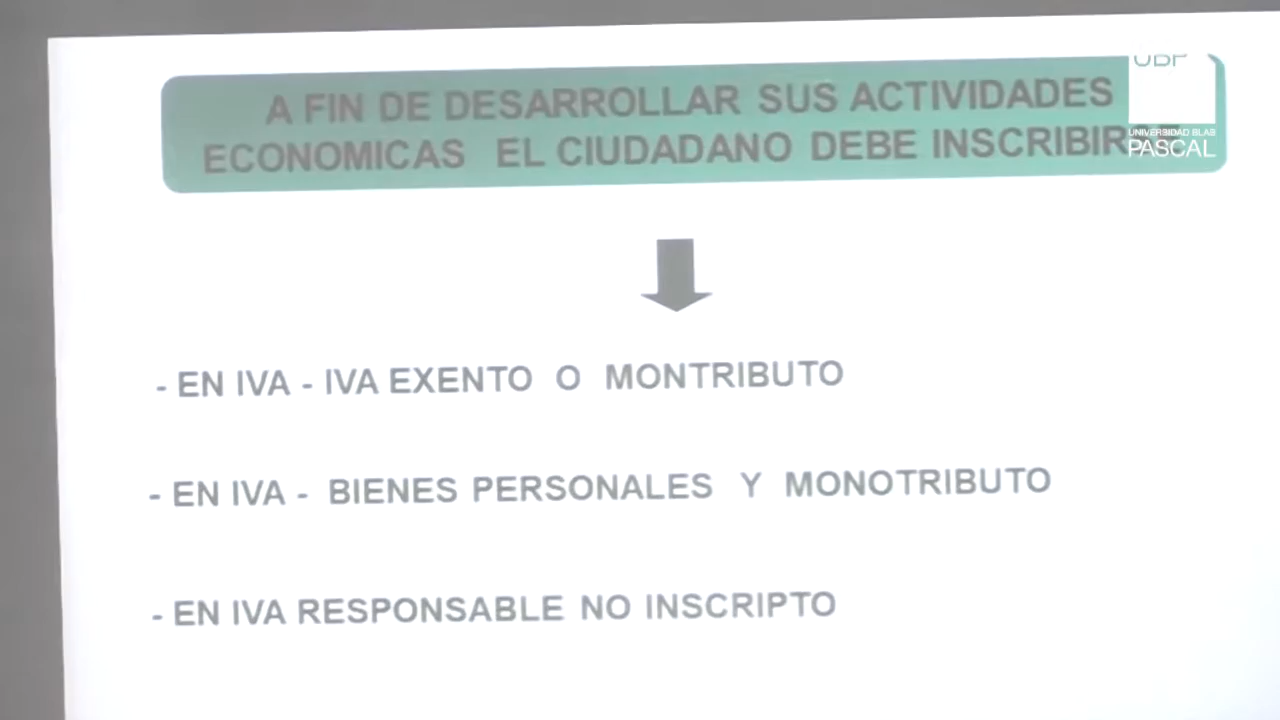 A FIN DE DESARROLLAR SUS ACTIVIDADES
ECONOMICAS EL CIUDADANO DEBE INSCRIBIRSE
UBP
UNIVERSIDAD BLAS
PASCAL
- EN IVA - IVA EXENTO O MONTRIBUTO
- EN IVA - BIENES PERSONALES Y MONOTRIBUTO
- EN IVA RESPONSABLE NO INSCRIPTO